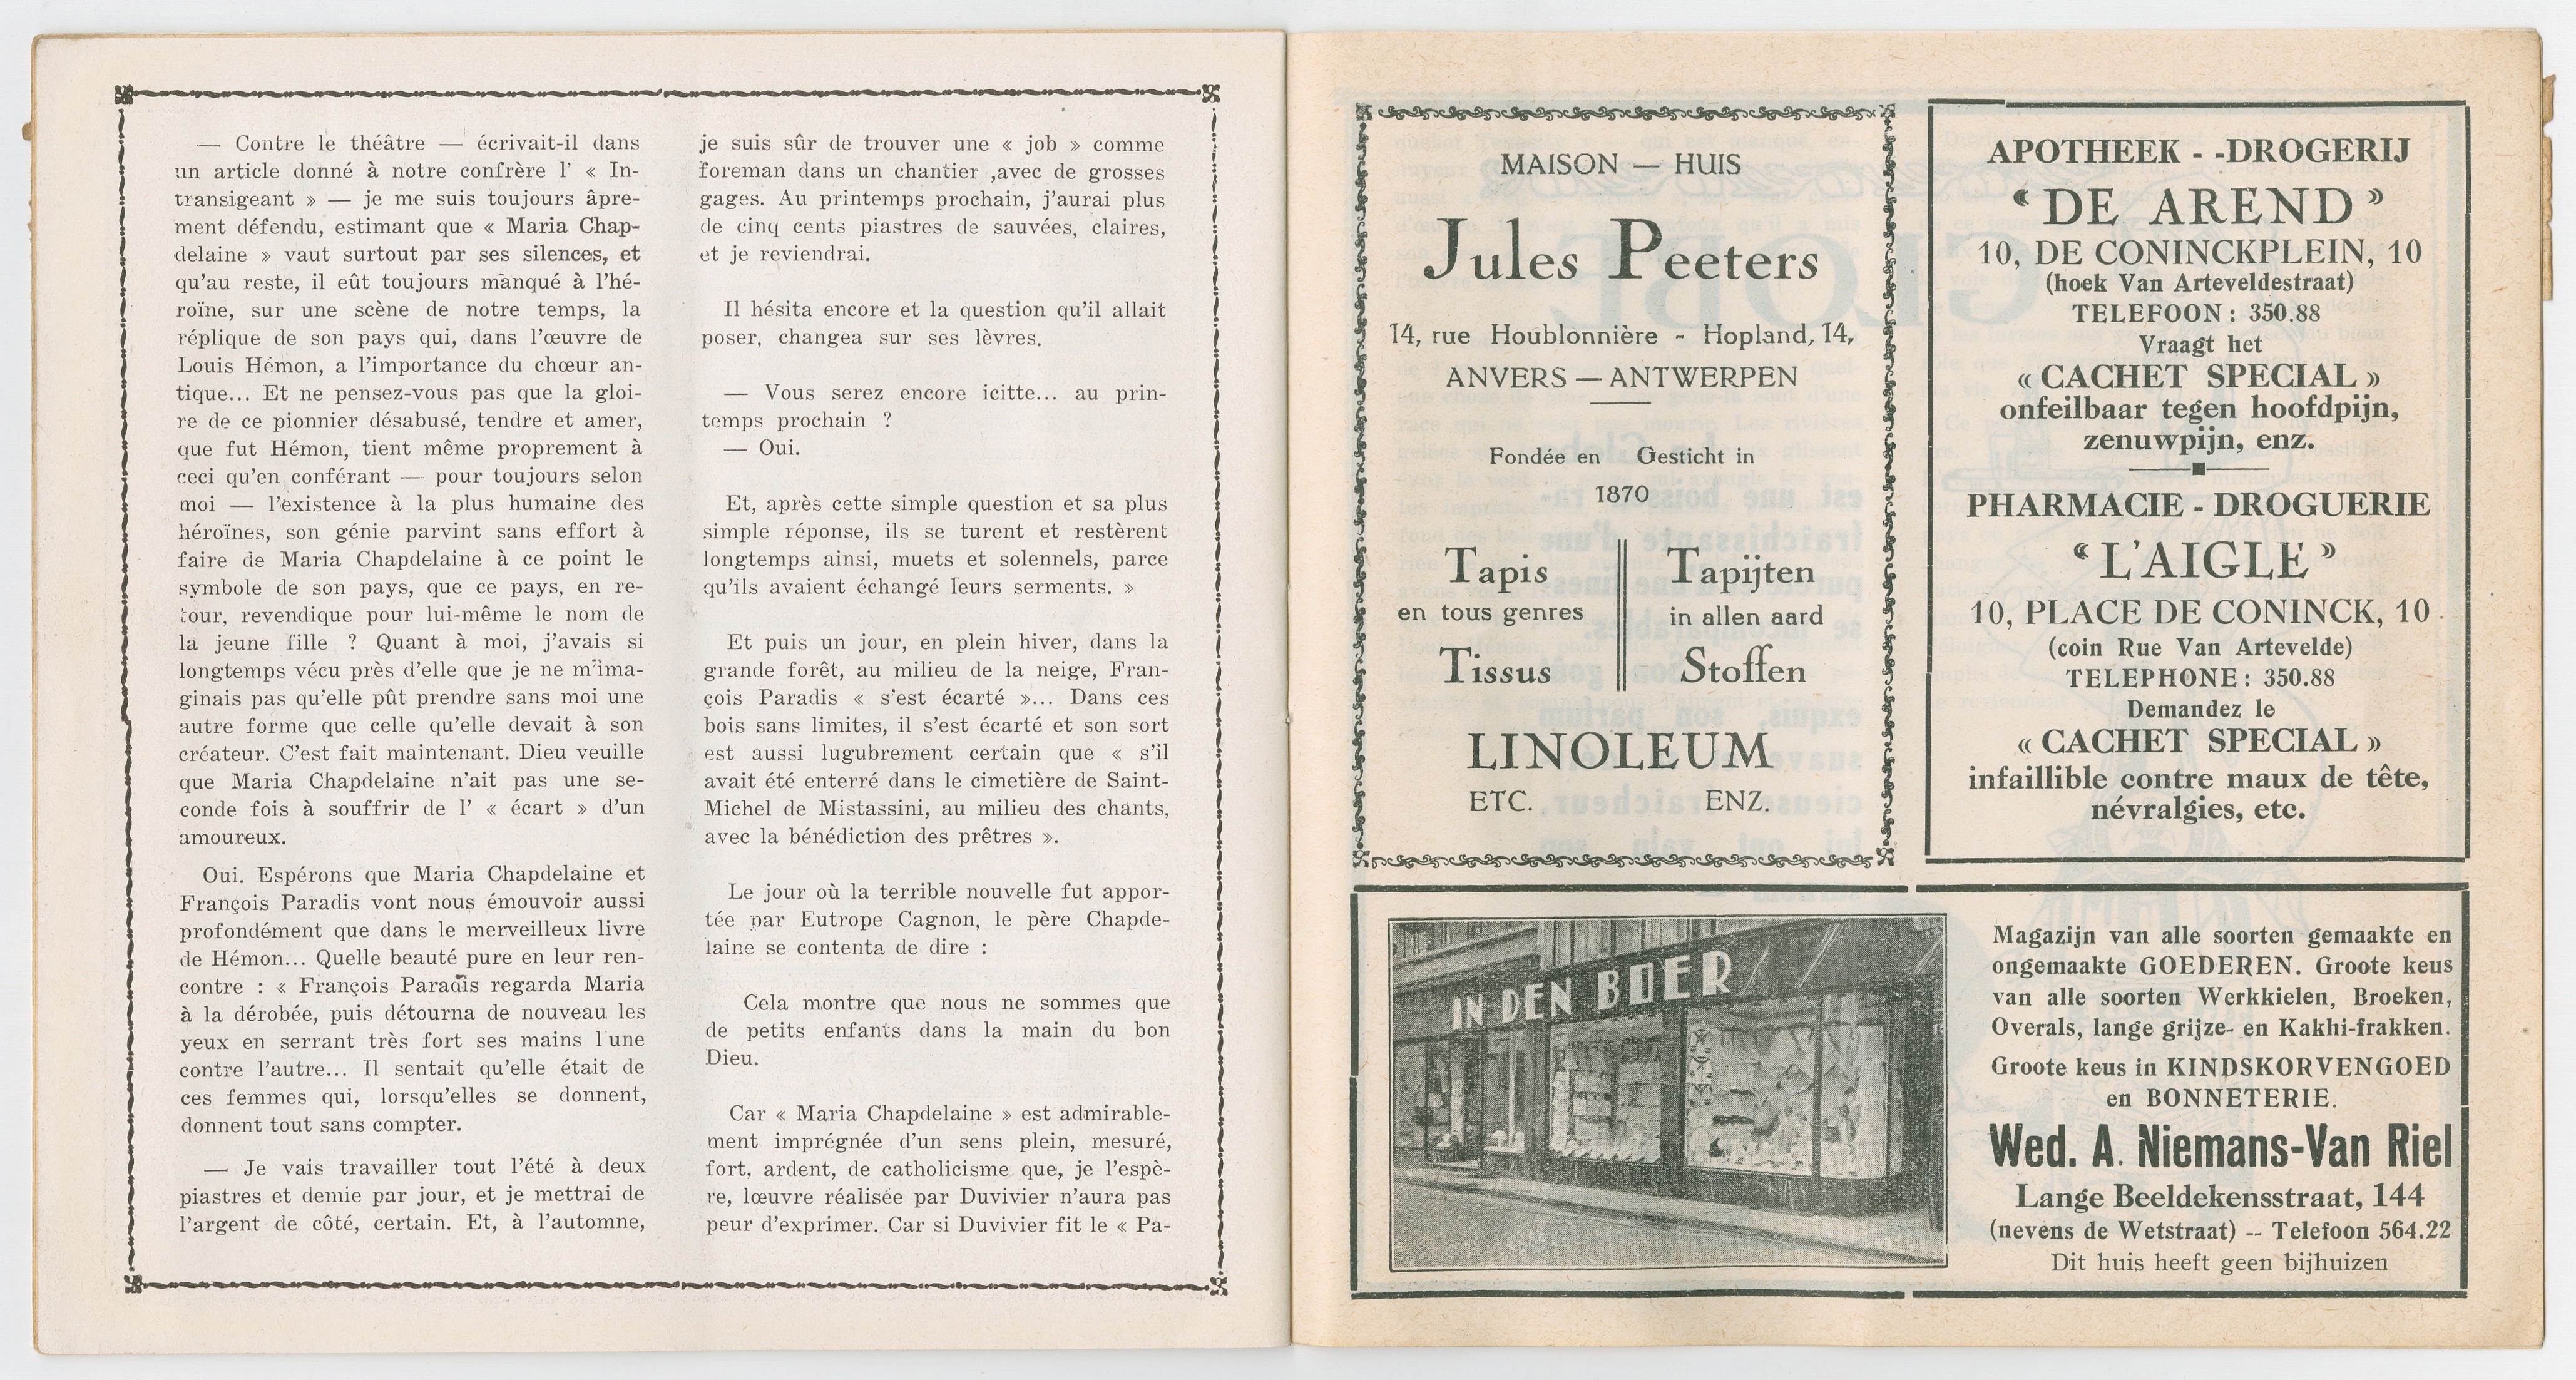 — Contre le théâtre — écrivait-il dans
un article donné à notre confrère l' « In-
transigeant » — je me suis toujours âpre-
ment défendu, estimant que « Maria Chap-
delaine » vaut surtout par ses silences, et
qu'au reste, il eût toujours manqué à l'hé-
roïne, sur une scène de notre temps, la
réplique de son pays qui, dans l'œuvre de
Louis Hémon, a l'importance du chœur an-
tique... Et ne pensez-vous pas que la gloi-
re de ce pionnier désabusé, tendre et amer,
que fut Hémon, tient même proprement à
ceci qu'en conférant — pour toujours selon
moi — l'existence à la plus humaine des
héroïnes, son génie parvint sans effort à
faire de Maria Chapdelaine à ce point le
symbole de son pays, que ce pays, en re-
tour, revendique pour lui-même le nom de
la jeune fille ? Quant à moi, j'avais si
longtemps vécu près d'elle que je ne m'ima-
ginais pas qu'elle pût prendre sans moi une
autre forme que celle qu'elle devait à son
créateur. C'est fait maintenant. Dieu veuille
que Maria Chapdelaine n'ait pas une se-
conde fois à souffrir de l' « écart » d'un
amoureux.
Oui. Espérons que Maria Chapdelaine et
François Paradis vont nous émouvoir aussi
profondément que dans le merveilleux livre
de Hémon... Quelle beauté pure en leur ren-
contre : « François Paradis regarda Maria
à la dérobée, puis détourna de nouveau les
yeux en serrant très fort ses mains l'une
contre l'autre... Il sentait qu'elle était de
ces femmes qui, lorsqu'elles se donnent,
donnent tout sans compter.
— Je vais travailler tout l'été à deux
piastres et demie par jour, et je mettrai de
l'argent de côté, certain. Et, à l'automne,
je suis sûr de trouver une « job » comme
foreman dans un chantier ,avec de grosses
gages. Au printemps prochain, j'aurai plus
de cinq cents piastres de sauvées, claires,
et je reviendrai.
Il hésita encore et la question qu'il allait
poser, changea sur ses lèvres.
— Vous serez encore icitte... au prin-
temps prochain ?
— Oui.
Et, après cette simple question et sa plus
simple réponse, ils se turent et restèrent
longtemps ainsi, muets et solennels, parce
qu'ils avaient échangé leurs serments. »
Et puis un jour, en plein hiver, dans la
grande forêt, au milieu de la neige, Fran-
çois Paradis « s'est écarté »... Dans ces
bois sans limites, il s'est écarté et son sort
est aussi lugubrement certain que « s'il
avait été enterré dans le cimetière de Saint-
Michel de Mistassini, au milieu des chants,
avec la bénédiction des prêtres ».
Le jour où la terrible nouvelle fut appor-
tée par Eutrope Cagnon, le père Chapde-
laine se contenta de dire :
Cela montre que nous ne sommes que
de petits enfants dans la main du bon
Dieu.
Car « Maria Chapdelaine » est admirable-
ment imprégnée d'un sens plein, mesuré,
fort, ardent, de catholicisme que, je l'espè-
re, lœuvre réalisée par Duvivier n'aura pas
peur d'exprimer. Car si Duvivier fit le « Pa-
MAISON — HUIS
Jules Peeters
14, rue Houblonnière - Hopland, 14,
ANVERS — ANTWERPEN
Fondée en Gesticht in
1870
Tapis
en tous genres
Tissus
Tapijten
in allen aard
Stoffen
LINOLEUM
ETC. ENZ.
APOTHEEK - -DROGERIJ
« DE AREND »
10, DE CONINCKPLEIN, 10
(hoek Van Arteveldestraat)
TELEFOON : 350.88
Vraagt het
« CACHET SPECIAL »
onfeilbaar tegen hoofdpijn,
zenuwpijn, enz.
PHARMACIE - DROGUERIE
« L'AIGLE »
10, PLACE DE CONINCK, 10
(coin Rue Van Artevelde)
TELEPHONE : 350.88
Demandez le
« CACHET SPECIAL »
infaillible contre maux de tête,
névralgies, etc.
IN DEN BOER
Magazijn van alle soorten gemaakte en
ongemaakte GOEDEREN. Groote keus
van alle soorten Werkkielen, Broeken,
Overals, lange grijze- en Kakhi-frakken.
Groote keus in KINDSKORVENGOED
en BONNETERIE.
Wed. A. Niemans-Van Riel
Lange Beeldekensstraat, 144
(nevens de Wetstraat) -- Telefoon 564.22
Dit huis heeft geen bijhuizen